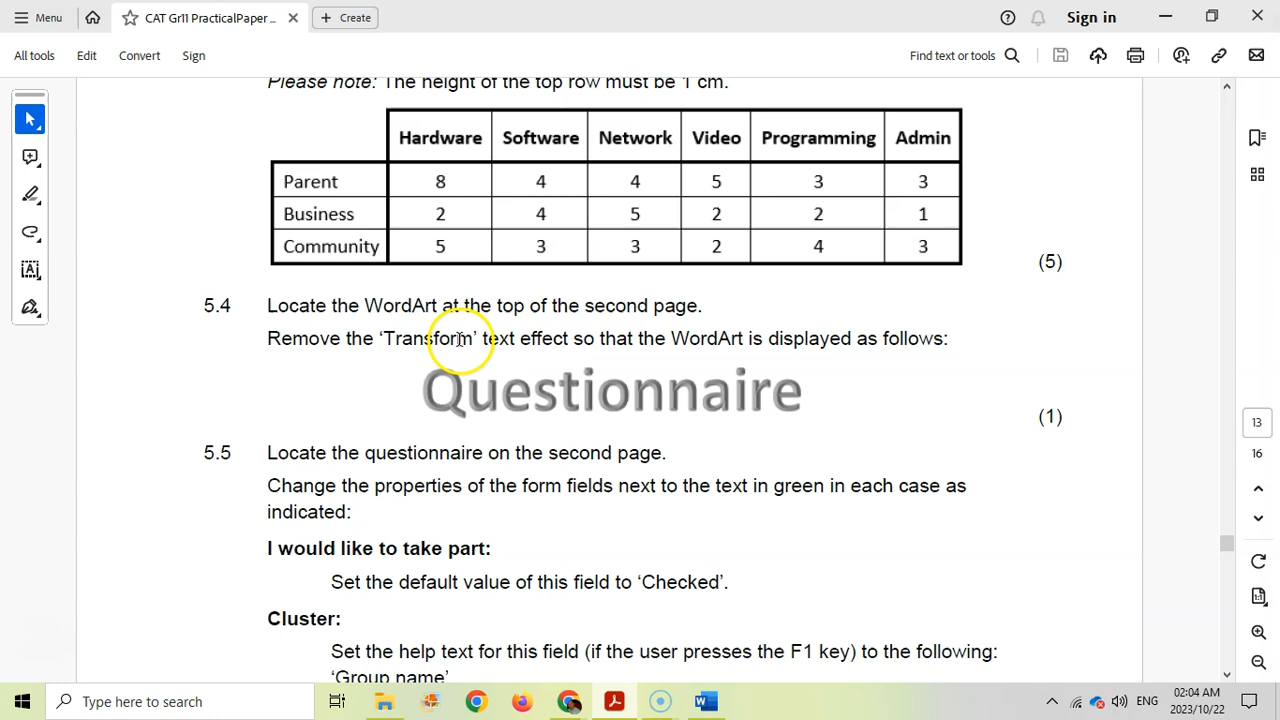 Menu
CAT Gr11 PracticalPaper ...
Create
Sign in
All tools
Edit
Convert
Sign
Find text or tools
Please note: The height of the top row must be 1 cm.
Hardware Software Network Video Programming Admin
Parent 8 4 4 5 3 3
Business 2 4 5 2 2 1
Community 5 3 3 2 4 3
(5)
5.4 Locate the WordArt at the top of the second page.
Remove the ‘Transform’ text effect so that the WordArt is displayed as follows:
Questionnaire
(1)
5.5 Locate the questionnaire on the second page.
Change the properties of the form fields next to the text in green in each case as
indicated:
I would like to take part:
Set the default value of this field to ‘Checked’.
Cluster:
Set the help text for this field (if the user presses the F1 key) to the following:
‘Group name’
13
16
Type here to search
ENG
02:04 AM
2023/10/22